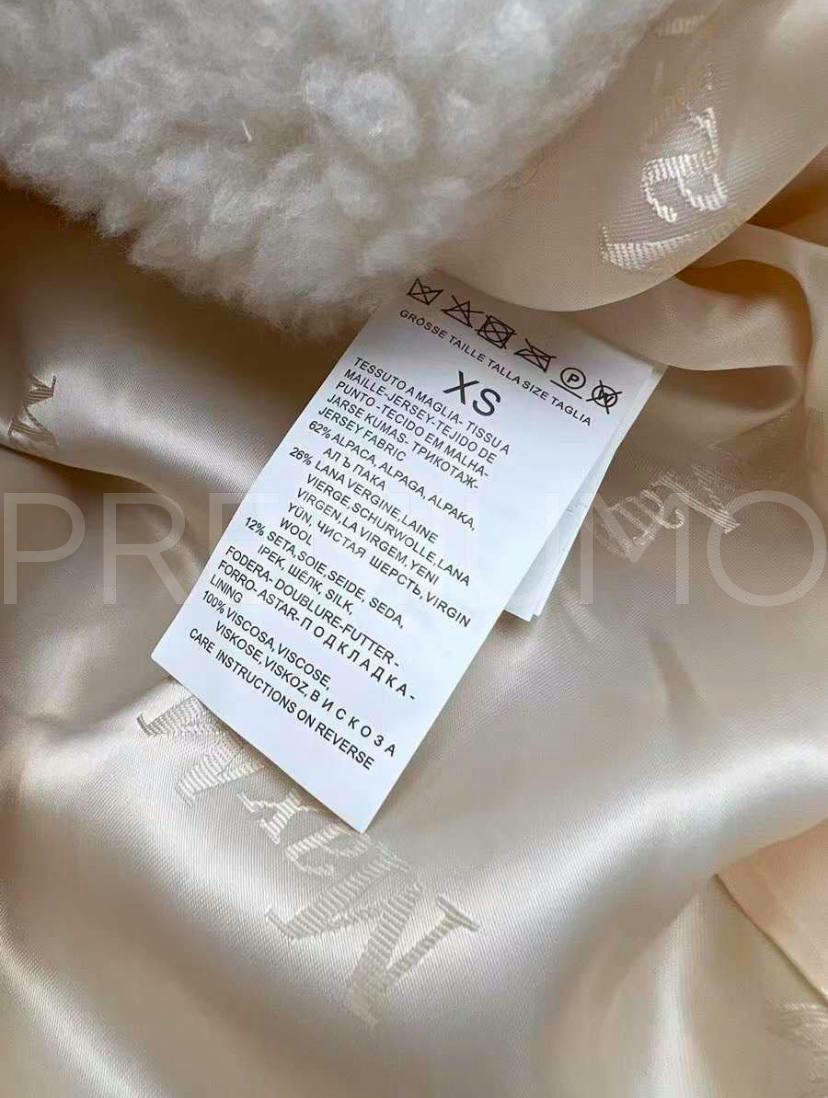 GRÖSSE TAILLE TALLA SIZE TAGLIA
XS
TESSUTO A MAGLIA- TISSU A
MAILLE-JERSEY-TEJIDO DE
PUNTO -TECIDO EM MALHA-
JARSE KUMAS- ТРИКОТАЖ-
JERSEY FABRIC
62% ALPACA, ALPAGA, ALPAKA,
АЛЪПАКА
26% LANA VERGINE,LAINE
VIERGE,SCHURWOLLE,LANA
VIRGEN,LA VIRGEM,YENI
YÜN, ЧИСТАЯ ШЕРСТЬ,VIRGIN
WOOL
12% SETA,SOIE,SEIDE, SEDA,
IPEK, ШЕЛК, SILK,
FODERA- DOUBLURE-FUTTER-
FORRO-ASTAR-ПОДКЛАДКА-
LINING
100% VISCOSA,VISCOSE,
VISKOSE,VISKOZ,ВИСКОЗА
CARE INSTRUCTIONS ON REVERSE
MaxM